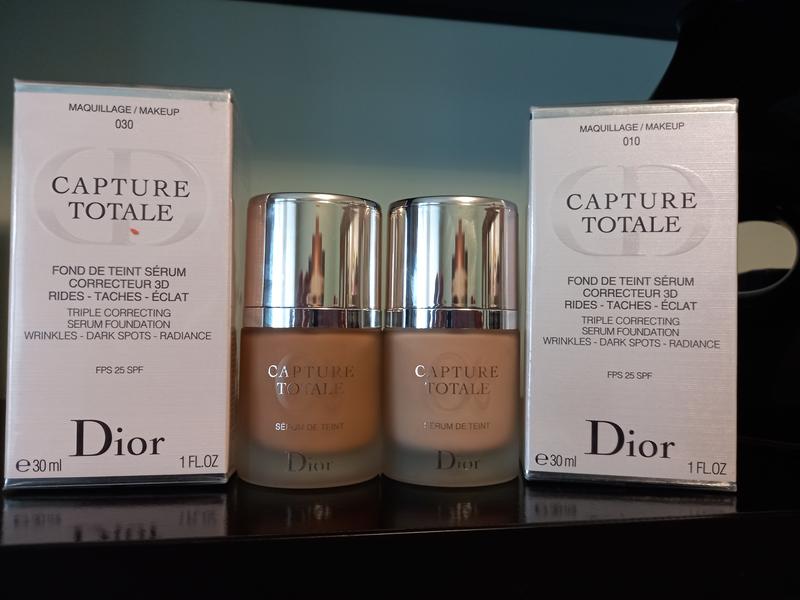 MAQUILLAGE / MAKEUP
030
CAPTURE
TOTALE
FOND DE TEINT SÉRUM
CORRECTEUR 3D
RIDES - TACHES - ÉCLAT
TRIPLE CORRECTING
SERUM FOUNDATION
WRINKLES - DARK SPOTS - RADIANCE
FPS 25 SPF
Dior
℮ 30 ml
1 FL.OZ
CAPTURE
TOTALE
SÉRUM DE TEINT
Dior
CAPTURE
TOTALE
SÉRUM DE TEINT
Dior
MAQUILLAGE / MAKEUP
010
CAPTURE
TOTALE
FOND DE TEINT SÉRUM
CORRECTEUR 3D
RIDES - TACHES - ÉCLAT
TRIPLE CORRECTING
SERUM FOUNDATION
WRINKLES - DARK SPOTS - RADIANCE
FPS 25 SPF
Dior
℮ 30 ml
1 FL.OZ